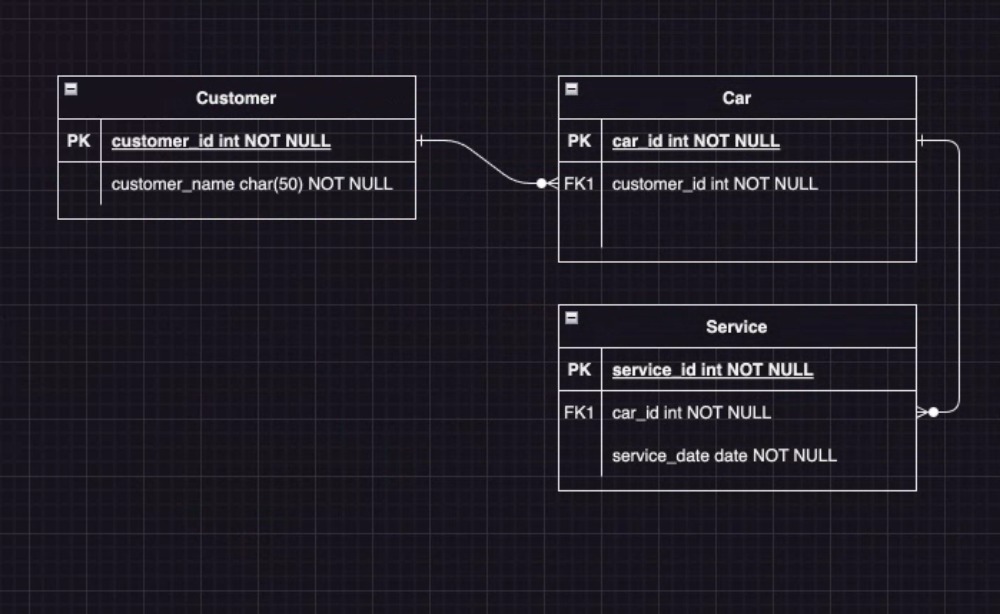 Customer
PK customer_id int NOT NULL
customer_name char(50) NOT NULL
Car
PK car_id int NOT NULL
FK1 customer_id int NOT NULL
Service
PK service_id int NOT NULL
FK1 car_id int NOT NULL
service_date date NOT NULL